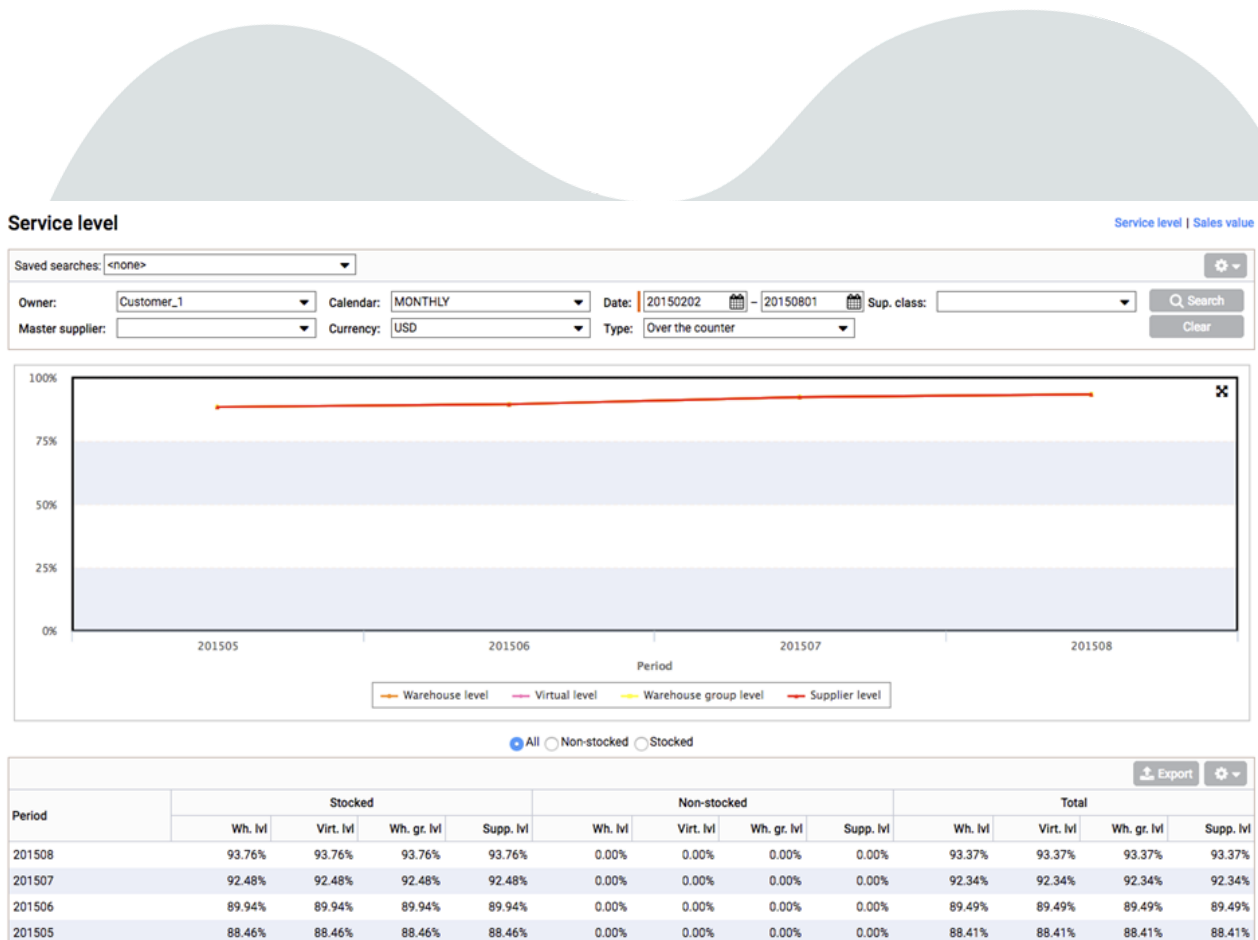 Service level
Service level | Sales value
Saved searches: <none>
Owner: Customer_1 Calendar: MONTHLY Date: 20150202 – 20150801 Sup. class: Search
Master supplier: Currency: USD Type: Over the counter Clear
100%
75%
50%
25%
0%
201505 201506 201507 201508
Period
Warehouse level Virtual level Warehouse group level Supplier level
All Non-stocked Stocked
Export
Period Stocked Non-stocked Total
Wh. lvl Virt. lvl Wh. gr. lvl Supp. lvl Wh. lvl Virt. lvl Wh. gr. lvl Supp. lvl Wh. lvl Virt. lvl Wh. gr. lvl Supp. lvl
201508 93.76% 93.76% 93.76% 93.76% 0.00% 0.00% 0.00% 0.00% 93.37% 93.37% 93.37% 93.37%
201507 92.48% 92.48% 92.48% 92.48% 0.00% 0.00% 0.00% 0.00% 92.34% 92.34% 92.34% 92.34%
201506 89.94% 89.94% 89.94% 89.94% 0.00% 0.00% 0.00% 0.00% 89.49% 89.49% 89.49% 89.49%
201505 88.46% 88.46% 88.46% 88.46% 0.00% 0.00% 0.00% 0.00% 88.41% 88.41% 88.41% 88.41%